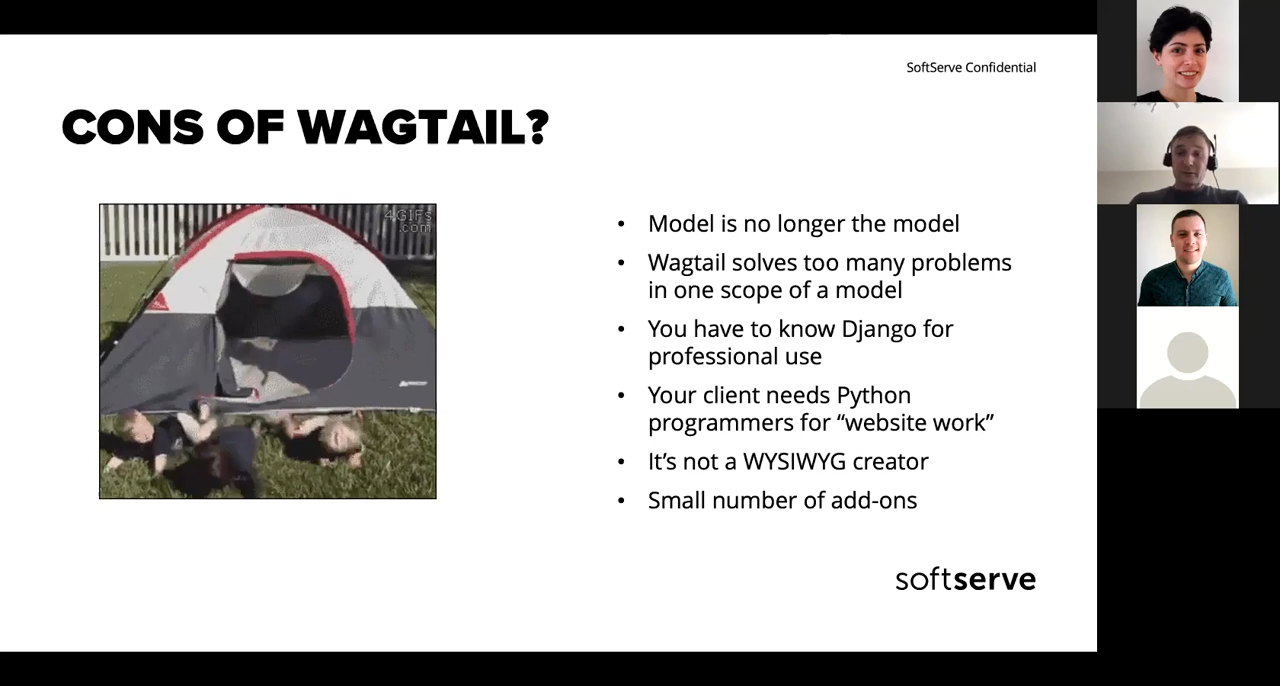 SoftServe Confidential
CONS OF WAGTAIL?
4GIFs
.com
• Model is no longer the model
• Wagtail solves too many problems
in one scope of a model
• You have to know Django for
professional use
• Your client needs Python
programmers for “website work”
• It’s not a WYSIWYG creator
• Small number of add-ons
softserve